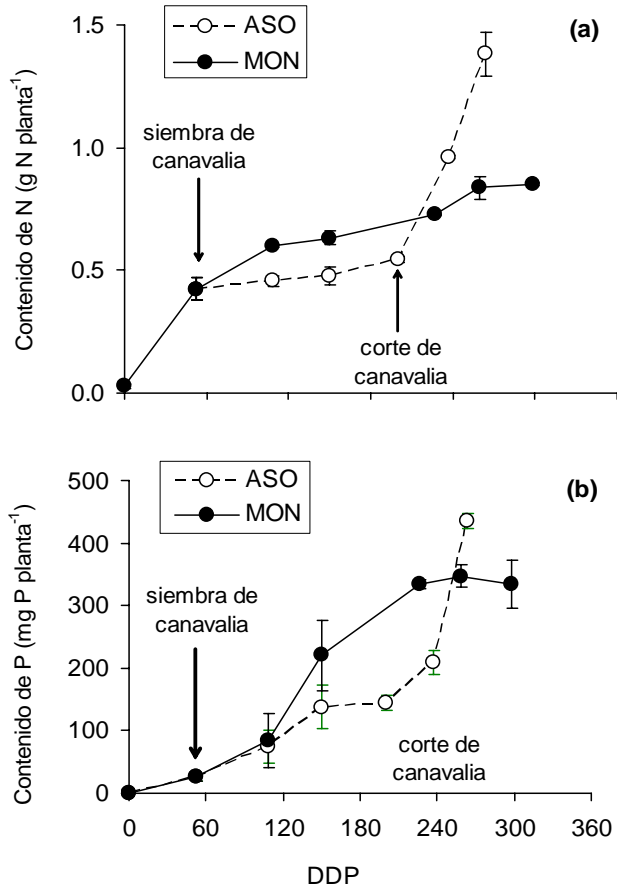 ASO
MON
(a)
Contenido de N (g N planta⁻¹)
1.5
1.0
0.5
0.0
siembra de
canavalia
corte de
canavalia
ASO
MON
(b)
Contenido de P (mg P planta⁻¹)
500
400
300
200
100
0
siembra de
canavalia
corte de
canavalia
0 60 120 180 240 300 360
DDP